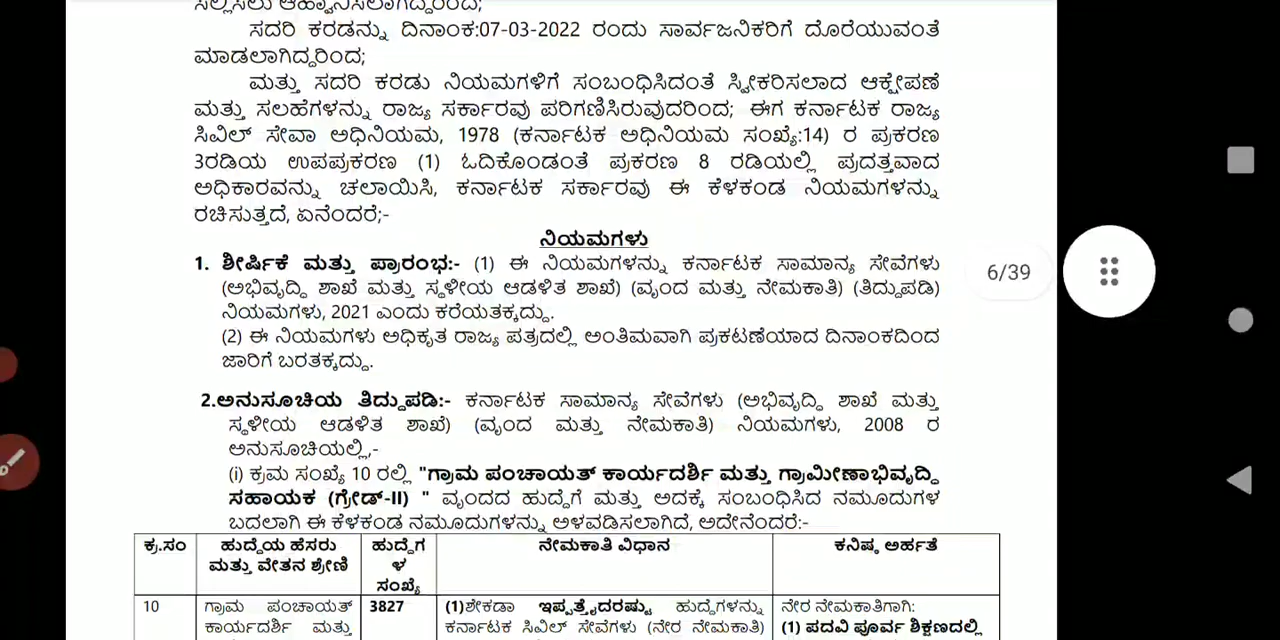 ಸಲ್ಲಿಸಲು ಆಹ್ವಾನಿಸಲಾಗಿದ್ದರಿಂದ;
ಸದರಿ ಕರಡನ್ನು ದಿನಾಂಕ:07-03-2022 ರಂದು ಸಾರ್ವಜನಿಕರಿಗೆ ದೊರೆಯುವಂತೆ
ಮಾಡಲಾಗಿದ್ದರಿಂದ;
ಮತ್ತು ಸದರಿ ಕರಡು ನಿಯಮಗಳಿಗೆ ಸಂಬಂಧಿಸಿದಂತೆ ಸ್ವೀಕರಿಸಲಾದ ಆಕ್ಷೇಪಣೆ
ಮತ್ತು ಸಲಹೆಗಳನ್ನು ರಾಜ್ಯ ಸರ್ಕಾರವು ಪರಿಗಣಿಸಿರುವುದರಿಂದ; ಈಗ ಕರ್ನಾಟಕ ರಾಜ್ಯ
ಸಿವಿಲ್ ಸೇವಾ ಅಧಿನಿಯಮ, 1978 (ಕರ್ನಾಟಕ ಅಧಿನಿಯಮ ಸಂಖ್ಯೆ:14) ರ ಪ್ರಕರಣ
3ರಡಿಯ ಉಪಪ್ರಕರಣ (1) ಓದಿಕೊಂಡಂತೆ ಪ್ರಕರಣ 8 ರಡಿಯಲ್ಲಿ ಪ್ರದತ್ತವಾದ
ಅಧಿಕಾರವನ್ನು ಚಲಾಯಿಸಿ, ಕರ್ನಾಟಕ ಸರ್ಕಾರವು ಈ ಕೆಳಕಂಡ ನಿಯಮಗಳನ್ನು
ರಚಿಸುತ್ತದೆ, ಏನೆಂದರೆ;-
ನಿಯಮಗಳು
1. ಶೀರ್ಷಿಕೆ ಮತ್ತು ಪ್ರಾರಂಭ:- (1) ಈ ನಿಯಮಗಳನ್ನು ಕರ್ನಾಟಕ ಸಾಮಾನ್ಯ ಸೇವೆಗಳು
(ಅಭಿವೃದ್ಧಿ ಶಾಖೆ ಮತ್ತು ಸ್ಥಳೀಯ ಆಡಳಿತ ಶಾಖೆ) (ವೃಂದ ಮತ್ತು ನೇಮಕಾತಿ) (ತಿದ್ದುಪಡಿ)
ನಿಯಮಗಳು, 2021 ಎಂದು ಕರೆಯತಕ್ಕದ್ದು.
(2) ಈ ನಿಯಮಗಳು ಅಧಿಕೃತ ರಾಜ್ಯ ಪತ್ರದಲ್ಲಿ ಅಂತಿಮವಾಗಿ ಪ್ರಕಟಣೆಯಾದ ದಿನಾಂಕದಿಂದ
ಜಾರಿಗೆ ಬರತಕ್ಕದ್ದು.
6/39
2.ಅನುಸೂಚಿಯ ತಿದ್ದುಪಡಿ:- ಕರ್ನಾಟಕ ಸಾಮಾನ್ಯ ಸೇವೆಗಳು (ಅಭಿವೃದ್ಧಿ ಶಾಖೆ ಮತ್ತು
ಸ್ಥಳೀಯ ಆಡಳಿತ ಶಾಖೆ) (ವೃಂದ ಮತ್ತು ನೇಮಕಾತಿ) ನಿಯಮಗಳು, 2008 ರ
ಅನುಸೂಚಿಯಲ್ಲಿ,-
(i) ಕ್ರಮ ಸಂಖ್ಯೆ 10 ರಲ್ಲಿ "ಗ್ರಾಮ ಪಂಚಾಯತ್ ಕಾರ್ಯದರ್ಶಿ ಮತ್ತು ಗ್ರಾಮೀಣಾಭಿವೃದ್ಧಿ
ಸಹಾಯಕ (ಗ್ರೇಡ್-II) " ವೃಂದದ ಹುದ್ದೆಗೆ ಮತ್ತು ಅದಕ್ಕೆ ಸಂಬಂಧಿಸಿದ ನಮೂದುಗಳ
ಬದಲಾಗಿ ಈ ಕೆಳಕಂಡ ನಮೂದುಗಳನ್ನು ಅಳವಡಿಸಲಾಗಿದೆ, ಅದೇನೆಂದರೆ:-
ಕ್ರ.ಸಂ ಹುದ್ದೆಯ ಹೆಸರು ಹುದ್ದೆಗ ನೇಮಕಾತಿ ವಿಧಾನ ಕನಿಷ್ಠ ಅರ್ಹತೆ
ಮತ್ತು ವೇತನ ಶ್ರೇಣಿ ಳ
ಸಂಖ್ಯೆ
10 ಗ್ರಾಮ ಪಂಚಾಯತ್ 3827 (1)ಶೇಕಡಾ ಇಪ್ಪತ್ತೈದರಷ್ಟು ಹುದ್ದೆಗಳನ್ನು ನೇರ ನೇಮಕಾತಿಗಾಗಿ:
ಕಾರ್ಯದರ್ಶಿ ಮತ್ತು ಕರ್ನಾಟಕ ಸಿವಿಲ್ ಸೇವೆಗಳು (ನೇರ ನೇಮಕಾತಿ) (1) ಪದವಿ ಪೂರ್ವ ಶಿಕ್ಷಣದಲ್ಲಿ